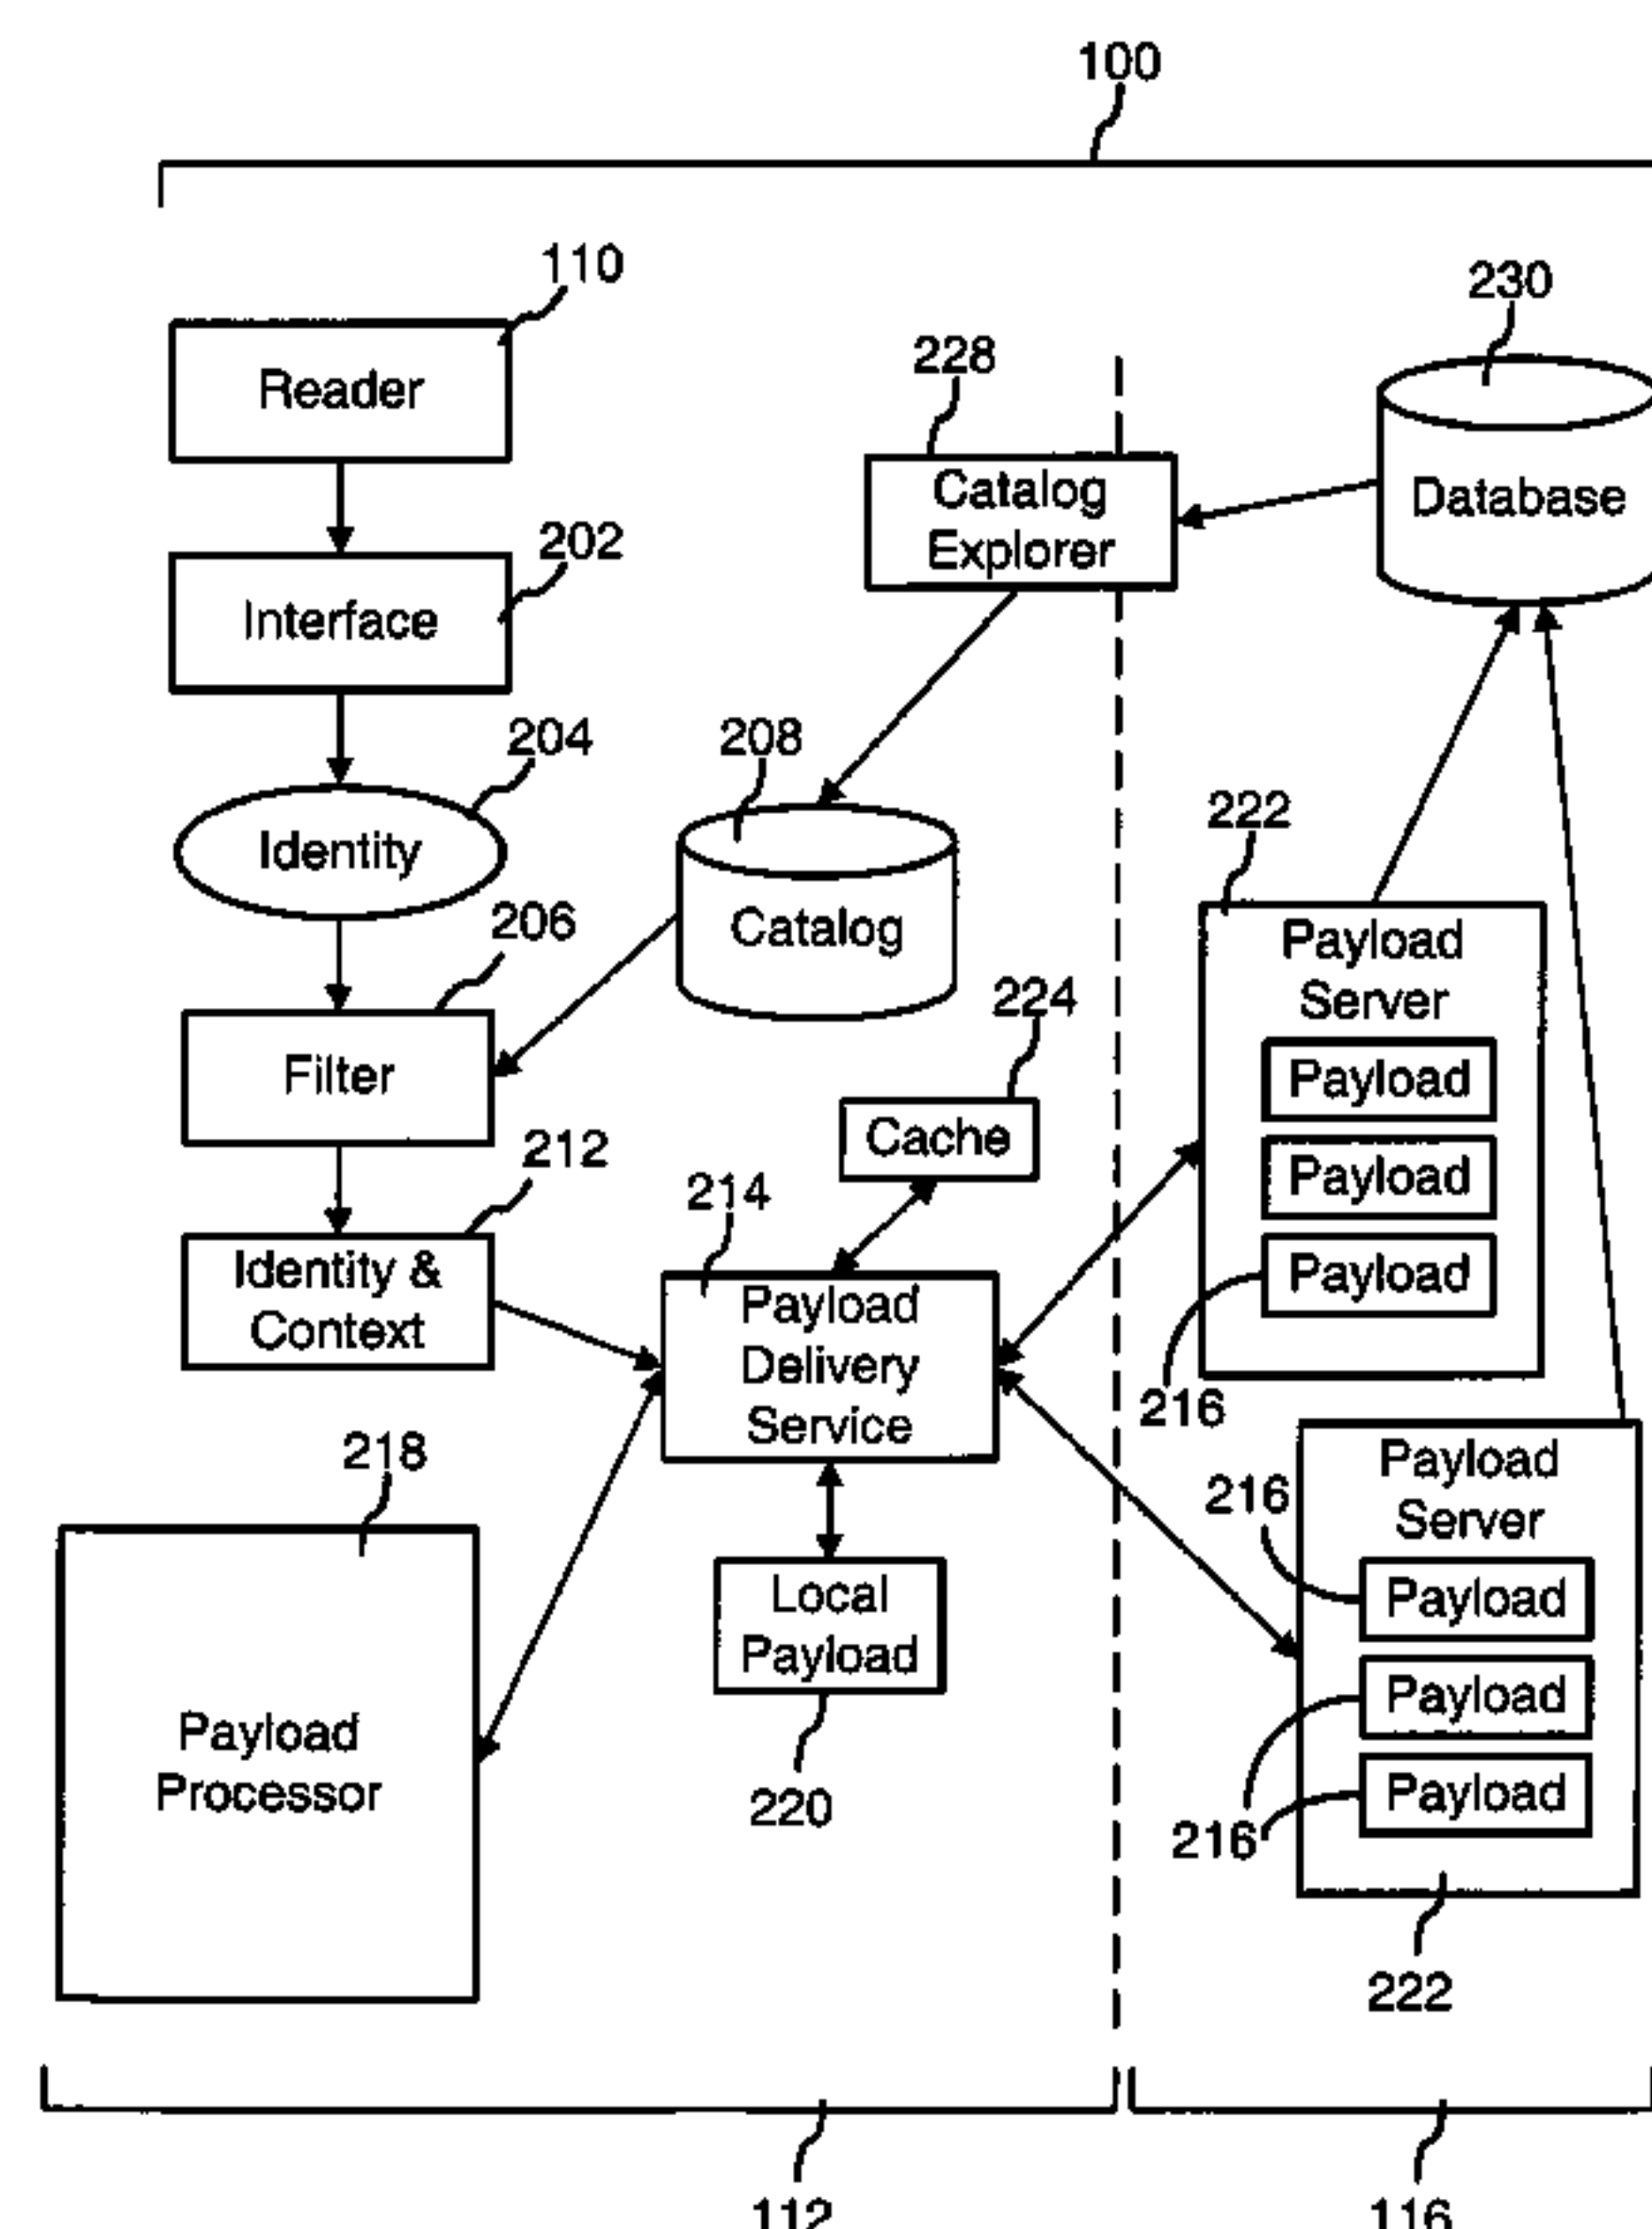 100
110
Reader
230
228
Catalog
Explorer
Database
202
Interface
204
Identity
208
Catalog
222
Payload
Server
Payload
Payload
Payload
216
206
Filter
224
Cache
212
Identity &
Context
214
Payload
Delivery
Service
218
Payload
Processor
Local
Payload
220
Payload
Server
216
Payload
Payload
Payload
216
222
112
116